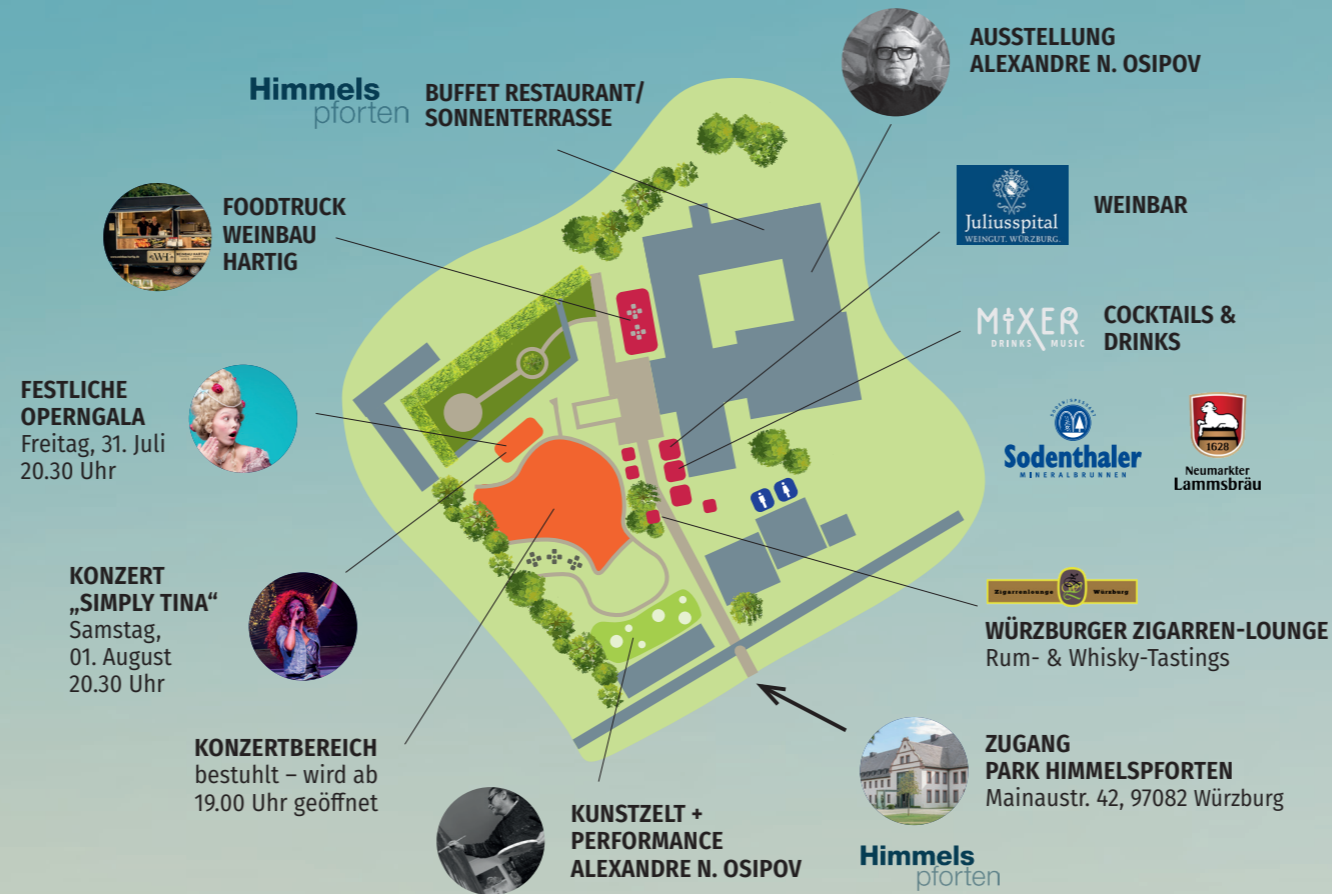 Himmels
pforten
BUFFET RESTAURANT/
SONNENTERRASSE
AUSSTELLUNG
ALEXANDRE N. OSIPOV
FOODTRUCK
WEINBAU
HARTIG
Juliusspital
WEINGUT. WÜRZBURG.
WEINBAR
MIXER
DRINKS MUSIC
COCKTAILS &
DRINKS
FESTLICHE
OPERNGALA
Freitag, 31. Juli
20.30 Uhr
Sodenthaler
MINERALBRUNNEN
1628
Neumarkter
Lammsbräu
KONZERT
„SIMPLY TINA“
Samstag,
01. August
20.30 Uhr
Zigarrenlounge Würzburg
WÜRZBURGER ZIGARREN-LOUNGE
Rum- & Whisky-Tastings
KONZERTBEREICH
bestuhlt – wird ab
19.00 Uhr geöffnet
ZUGANG
PARK HIMMELSPFORTEN
Mainaustr. 42, 97082 Würzburg
KUNSTZELT +
PERFORMANCE
ALEXANDRE N. OSIPOV
Himmels
pforten